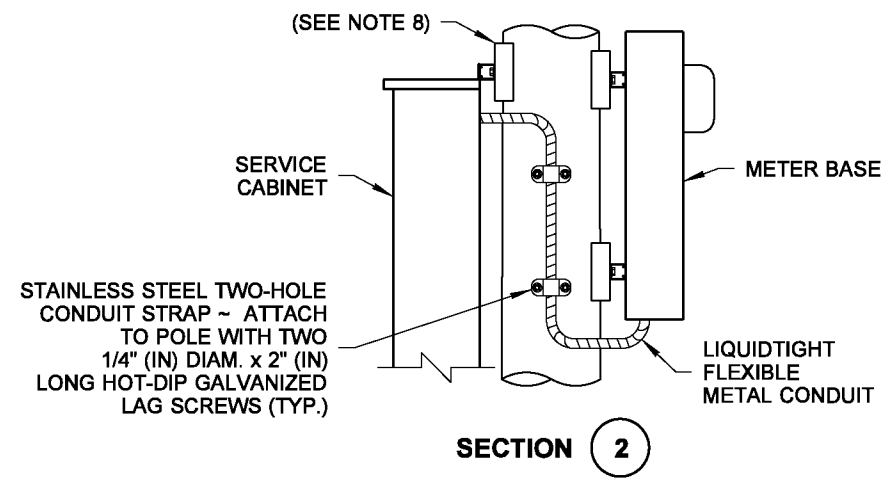 (SEE NOTE 8)
SERVICE
CABINET
METER BASE
STAINLESS STEEL TWO-HOLE
CONDUIT STRAP ~ ATTACH
TO POLE WITH TWO
1/4" (IN) DIAM. x 2" (IN)
LONG HOT-DIP GALVANIZED
LAG SCREWS (TYP.)
LIQUIDTIGHT
FLEXIBLE
METAL CONDUIT
SECTION 2